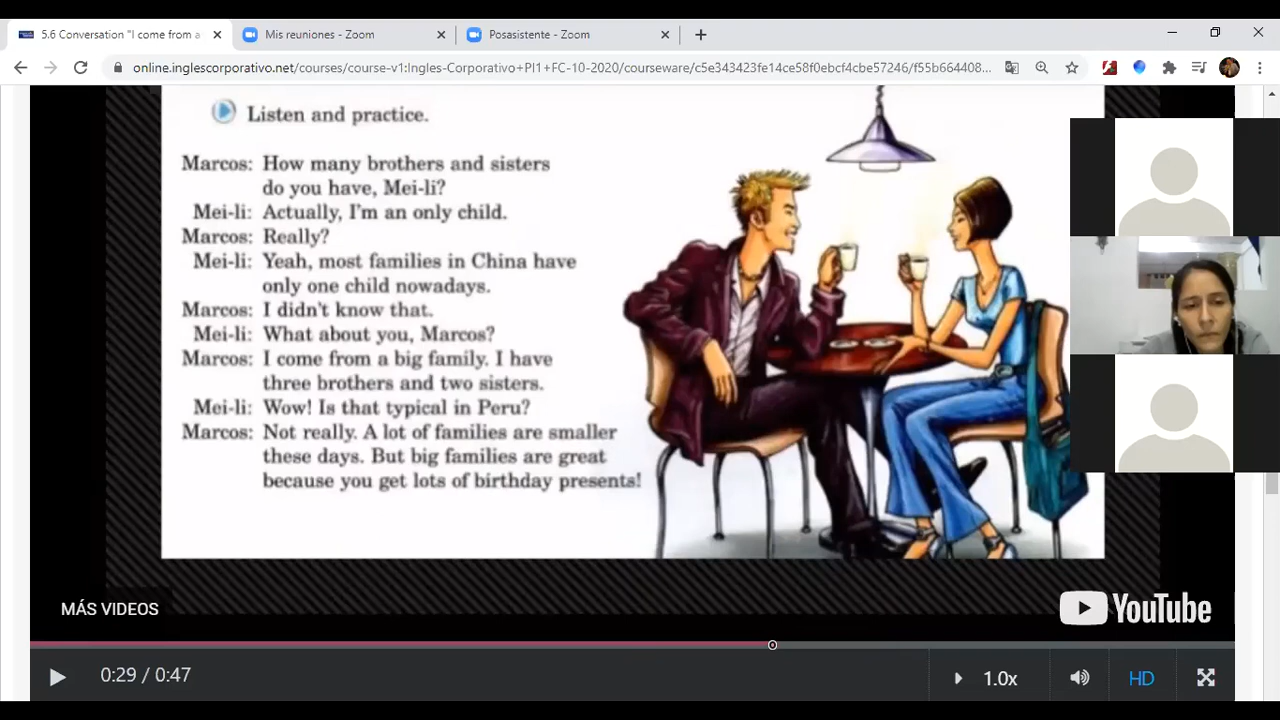 5.6 Conversation "I come from a
Mis reuniones - Zoom
Posasistente - Zoom
online.inglescorporativo.net/courses/course-v1:Ingles-Corporativo+PI1+FC-10-2020/courseware/c5e343423fe14ce58f0ebcf4cbe57246/f55b664408...
Listen and practice.
Marcos: How many brothers and sisters
do you have, Mei-li?
Mei-li: Actually, I'm an only child.
Marcos: Really?
Mei-li: Yeah, most families in China have
only one child nowadays.
Marcos: I didn't know that.
Mei-li: What about you, Marcos?
Marcos: I come from a big family. I have
three brothers and two sisters.
Mei-li: Wow! Is that typical in Peru?
Marcos: Not really. A lot of families are smaller
these days. But big families are great
because you get lots of birthday presents!
MÁS VIDEOS
YouTube
0:29 / 0:47
1.0x
HD